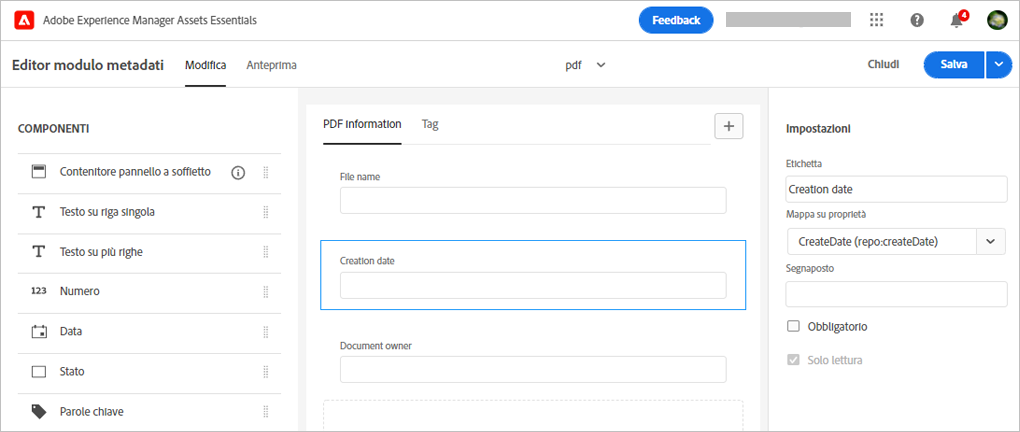 Adobe Experience Manager Assets Essentials
Feedback
4
Editor modulo metadati
Modifica
Anteprima
pdf
Chiudi
Salva
COMPONENTI
Contenitore pannello a soffietto
Testo su riga singola
Testo su più righe
123 Numero
Data
Stato
Parole chiave
PDF information
Tag
File name
Creation date
Document owner
Impostazioni
Etichetta
Creation date
Mappa su proprietà
CreateDate (repo:createDate)
Segnaposto
Obbligatorio
Solo lettura